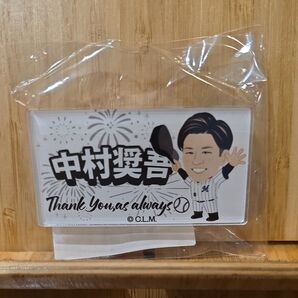 中村奨吾
Thank You, as always
© C.L.M.